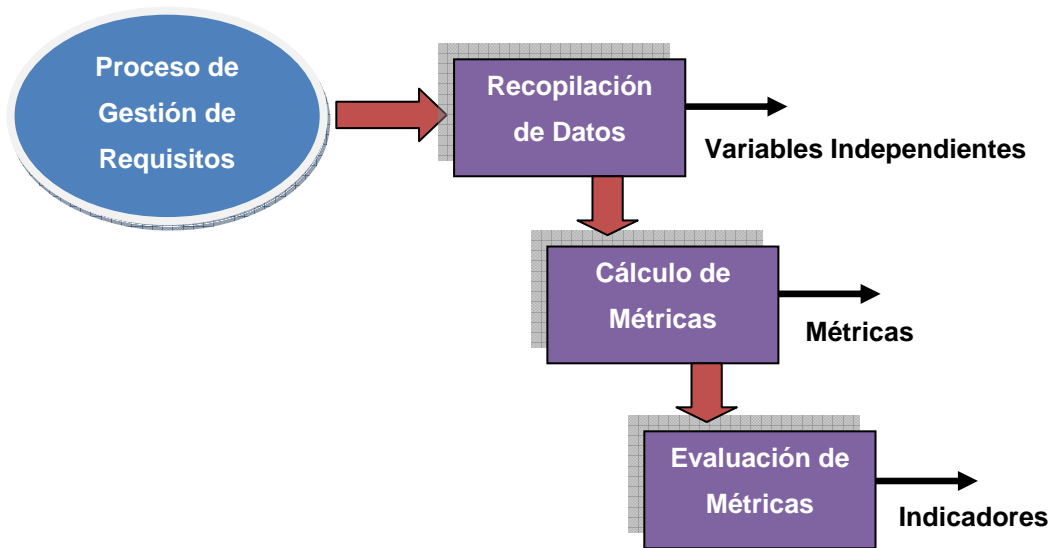 Proceso de
Gestión de
Requisitos
Recopilación
de Datos
Variables Independientes
Cálculo de
Métricas
Métricas
Evaluación de
Métricas
Indicadores